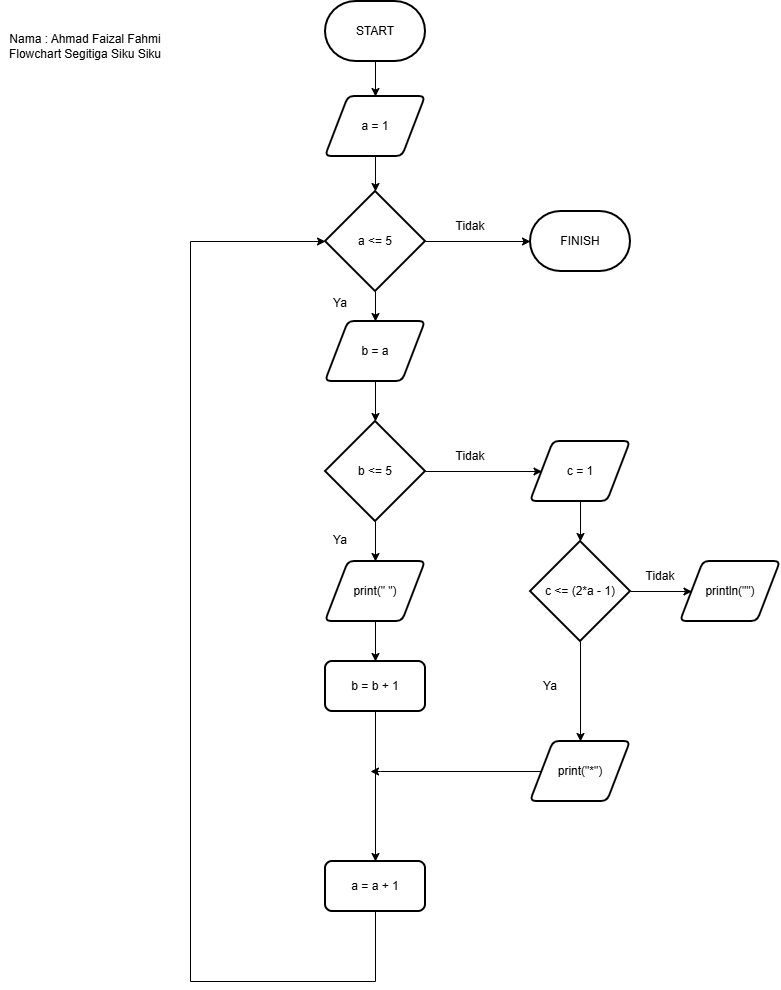 Nama : Ahmad Faizal Fahmi
Flowchart Segitiga Siku Siku
START
a = 1
a <= 5
Tidak
FINISH
Ya
b = a
b <= 5
Tidak
c = 1
Ya
print(" ")
c <= (2*a - 1)
Tidak
println("")
b = b + 1
Ya
print("*")
a = a + 1